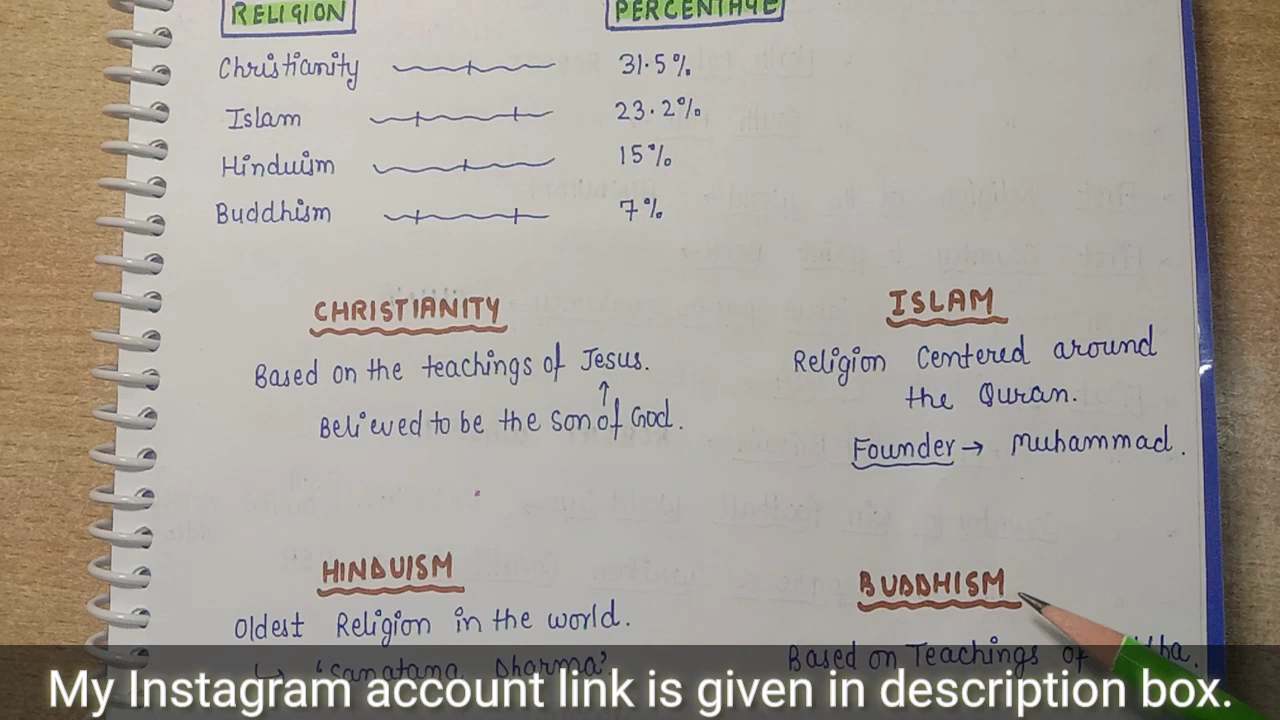 RELIGION PERCENTAGE
Christianity 31.5%
Islam 23.2%
Hinduism 15%
Buddhism 7%
CHRISTIANITY
Based on the teachings of Jesus.
↑
Believed to be the son of God.
ISLAM
Religion Centered around
the Quran.
Founder → Muhammad.
HINDUISM
Oldest Religion in the world.
↳ 'Sanatana Dharma'
BUDDHISM
Based on Teachings of
My Instagram account link is given in description box.